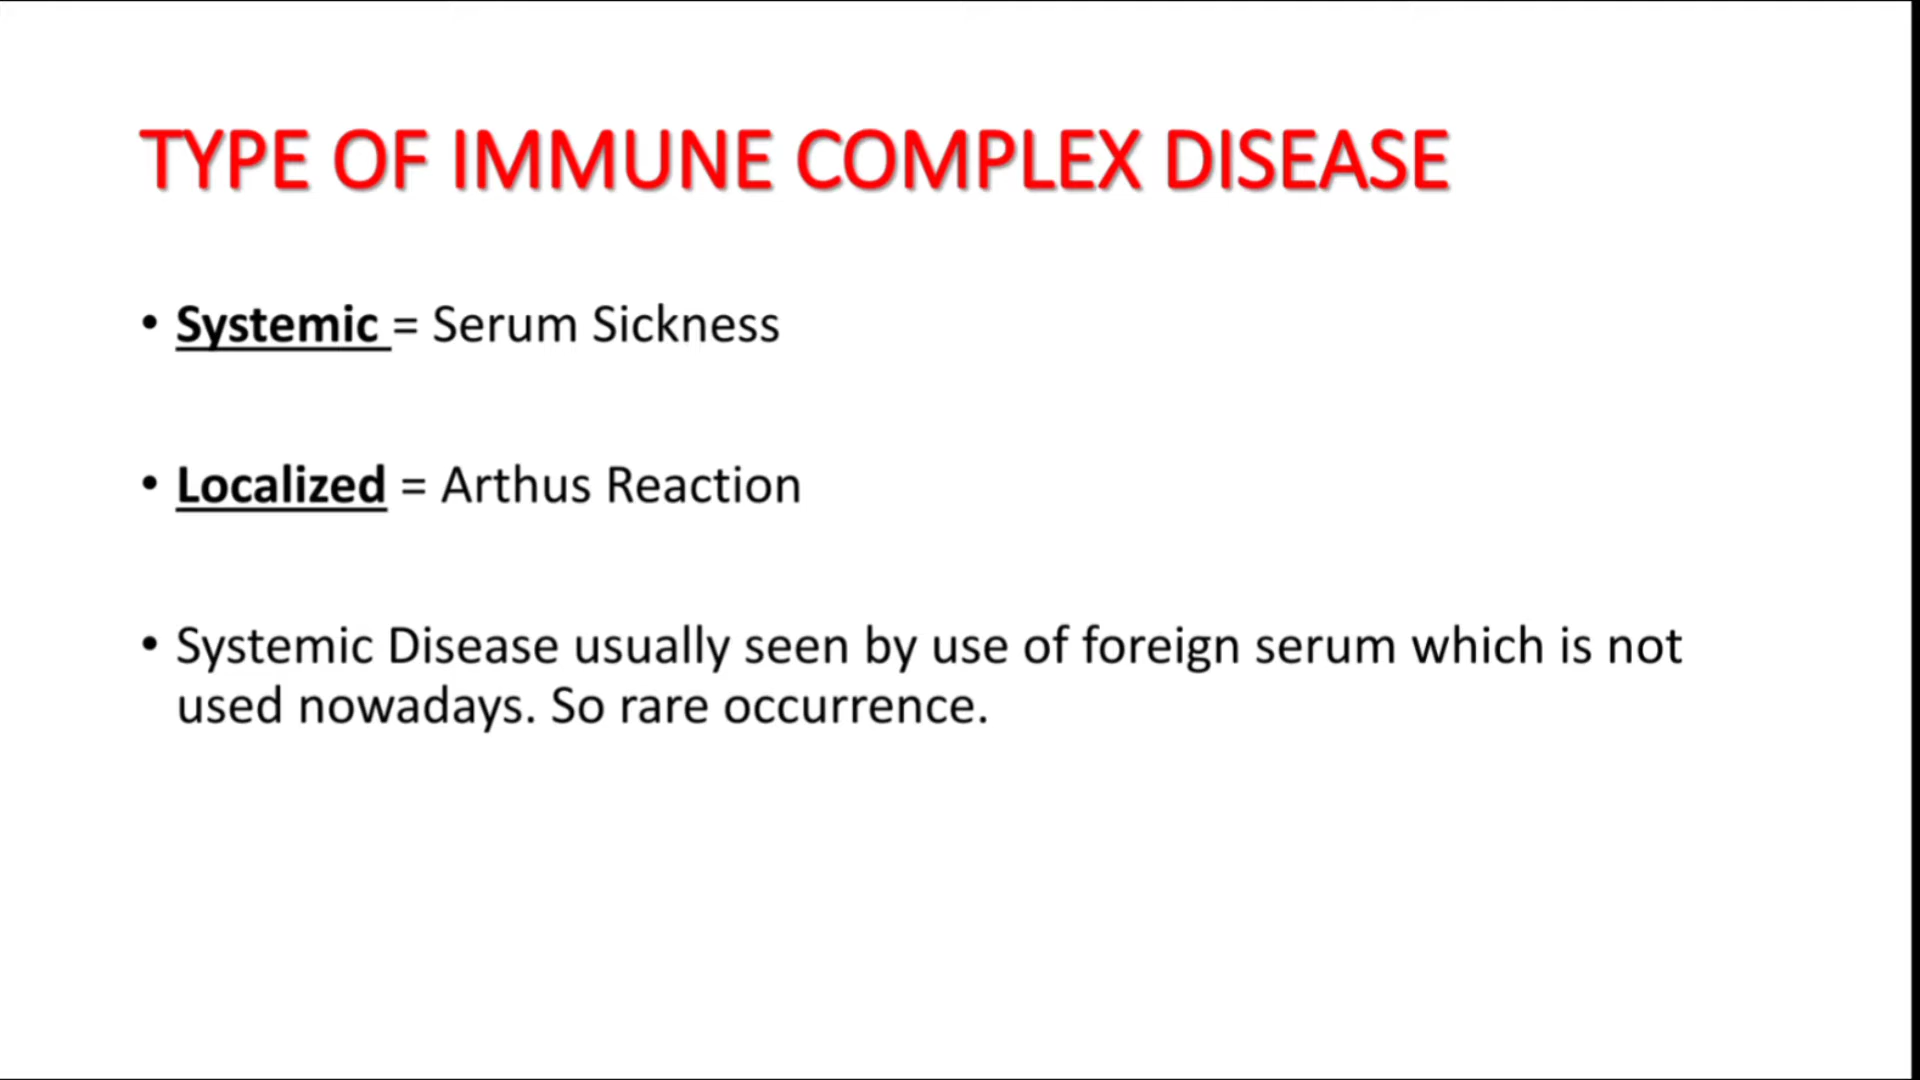 TYPE OF IMMUNE COMPLEX DISEASE
• Systemic = Serum Sickness
• Localized = Arthus Reaction
• Systemic Disease usually seen by use of foreign serum which is not
used nowadays. So rare occurrence.